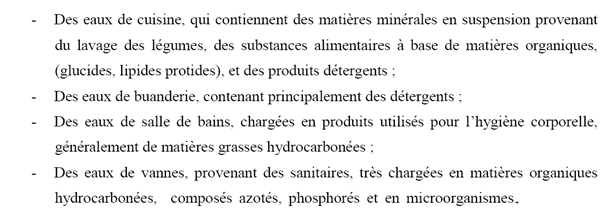 - Des eaux de cuisine, qui contiennent des matières minérales en suspension provenant
du lavage des légumes, des substances alimentaires à base de matières organiques,
(glucides, lipides protides), et des produits détergents ;
- Des eaux de buanderie, contenant principalement des détergents ;
- Des eaux de salle de bains, chargées en produits utilisés pour l’hygiène corporelle,
généralement de matières grasses hydrocarbonées ;
- Des eaux de vannes, provenant des sanitaires, très chargées en matières organiques
hydrocarbonées, composés azotés, phosphorés et en microorganismes.